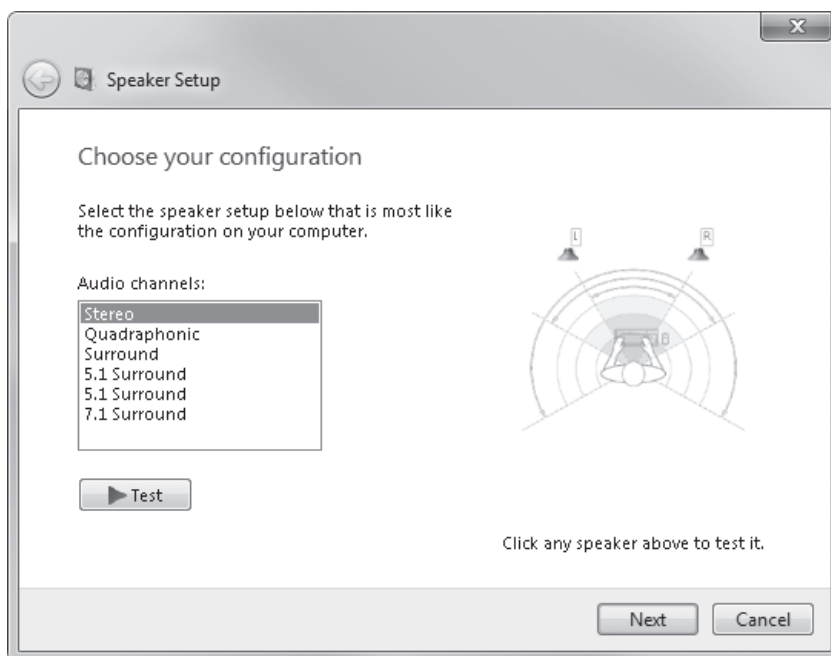 Speaker Setup
Choose your configuration
Select the speaker setup below that is most like
the configuration on your computer.
Audio channels:
Stereo
Quadraphonic
Surround
5.1 Surround
5.1 Surround
7.1 Surround
L
R
Test
Click any speaker above to test it.
Next
Cancel